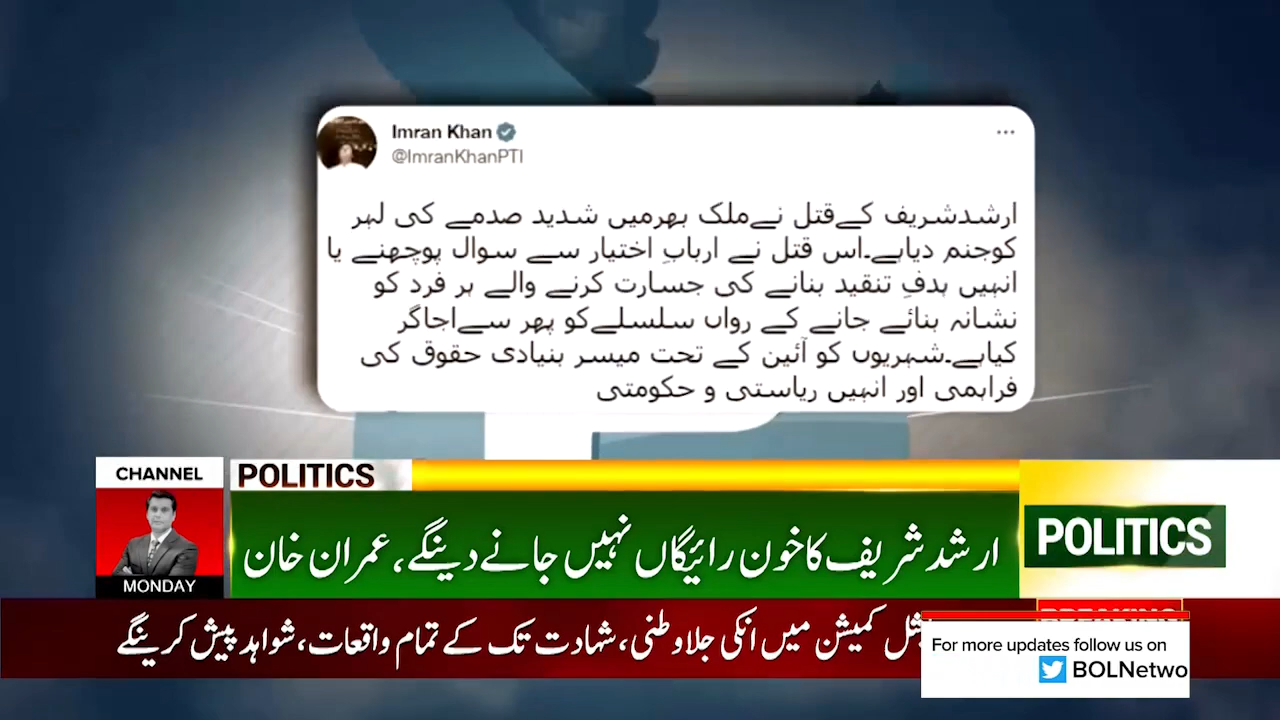 Imran Khan
@ImranKhanPTI
ارشدشریف کےقتل نےملک بھرمیں شدید صدمے کی لہر
کوجنم دیاہے۔اس قتل نے اربابِ اختیار سے سوال پوچھنے یا
انہیں ہدفِ تنقید بنانے کی جسارت کرنے والے ہر فرد کو
نشانہ بنائے جانے کے رواں سلسلےکو پھر سےاجاگر
کیاہے۔شہریوں کو آئین کے تحت میسر بنیادی حقوق کی
فراہمی اور انہیں ریاستی و حکومتی
CHANNEL
MONDAY
POLITICS
ارشد شریف کا خون رائیگاں نہیں جانے دینگے، عمران خان
POLITICS
کمیشن میں انکی جلاوطنی، شہادت تک کے تمام واقعات، شواہد پیش کرینگے
For more updates follow us on
BOLNetwo